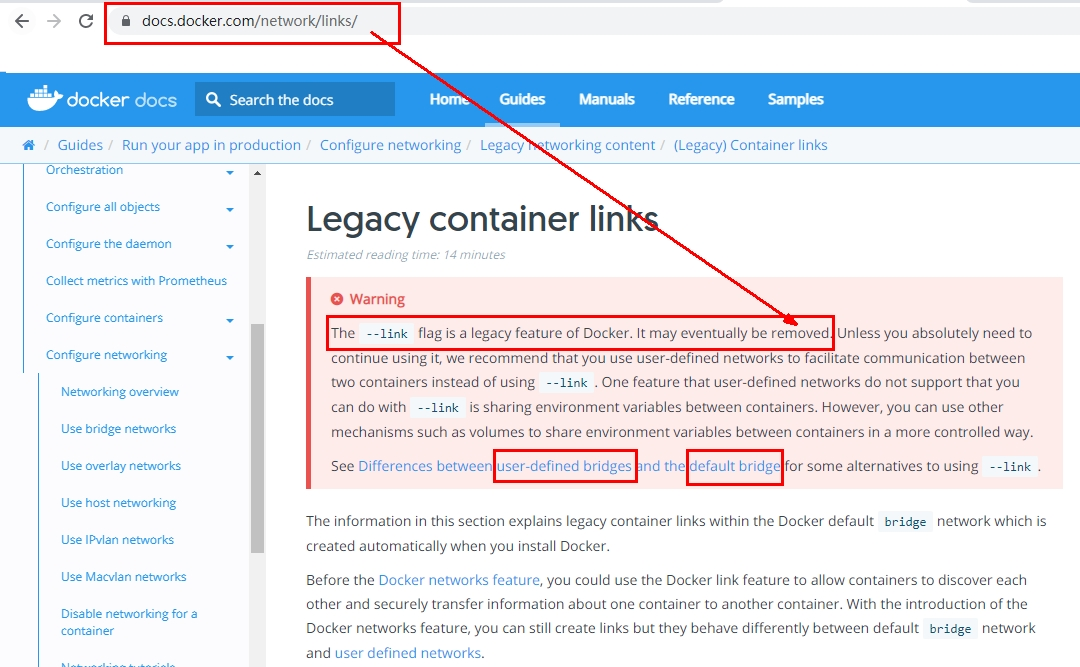 docs.docker.com/network/links/
docker docs
Search the docs
Home
Guides
Manuals
Reference
Samples
/ Guides / Run your app in production / Configure networking / Legacy networking content / (Legacy) Container links
Orchestration
Configure all objects
Configure the daemon
Collect metrics with Prometheus
Configure containers
Configure networking
Networking overview
Use bridge networks
Use overlay networks
Use host networking
Use IPvlan networks
Use Macvlan networks
Disable networking for a
container
Networking tutorials
Legacy container links
Estimated reading time: 14 minutes
Warning
The --link flag is a legacy feature of Docker. It may eventually be removed. Unless you absolutely need to
continue using it, we recommend that you use user-defined networks to facilitate communication between
two containers instead of using --link . One feature that user-defined networks do not support that you
can do with --link is sharing environment variables between containers. However, you can use other
mechanisms such as volumes to share environment variables between containers in a more controlled way.
See Differences between user-defined bridges and the default bridge for some alternatives to using --link .
The information in this section explains legacy container links within the Docker default bridge network which is
created automatically when you install Docker.
Before the Docker networks feature, you could use the Docker link feature to allow containers to discover each
other and securely transfer information about one container to another container. With the introduction of the
Docker networks feature, you can still create links but they behave differently between default bridge network
and user defined networks.